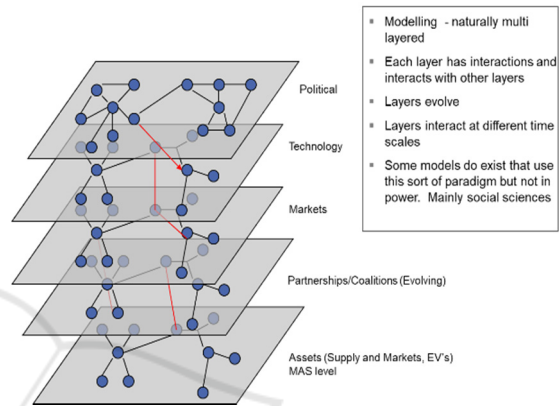 Political
Technology
Markets
Partnerships/Coalitions (Evolving)
Assets (Supply and Markets, EV's)
MAS level
Modelling - naturally multi
layered
Each layer has interactions and
interacts with other layers
Layers evolve
Layers interact at different time
scales
Some models do exist that use
this sort of paradigm but not in
power. Mainly social sciences